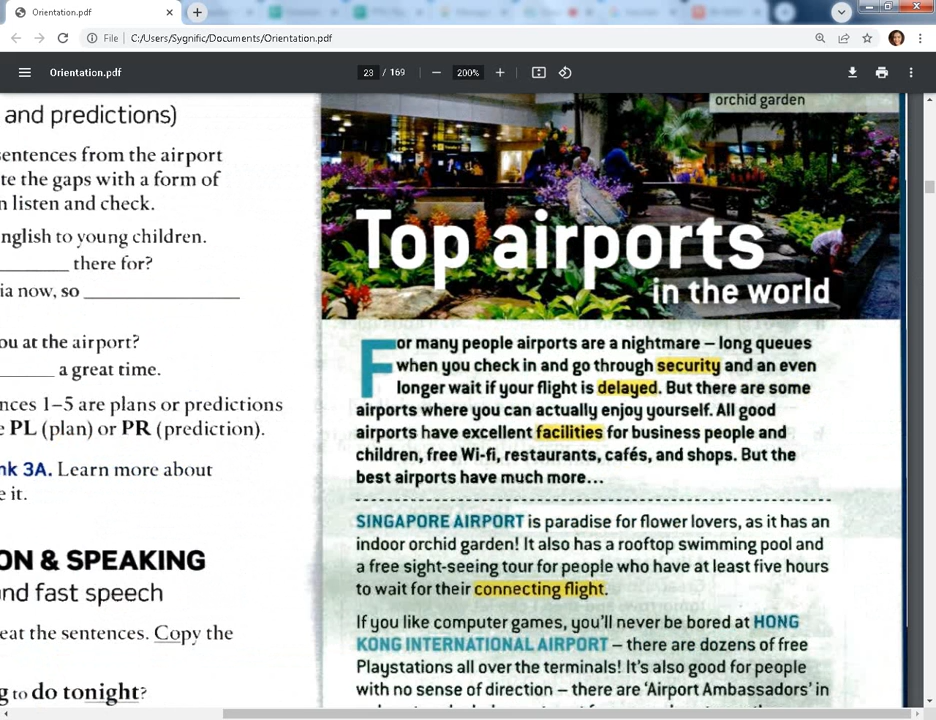 Orientation.pdf
File
C:/Users/Sygnific/Documents/Orientation.pdf
Orientation.pdf
23 / 169
200%
and predictions)
sentences from the airport
te the gaps with a form of
n listen and check.
nglish to young children.
______ there for?
ia now, so ______________
ou at the airport?
______ a great time.
nces 1–5 are plans or predictions
e PL (plan) or PR (prediction).
nk 3A. Learn more about
e it.
ON & SPEAKING
and fast speech
eat the sentences. Copy the
g to do tonight?
orchid garden
Top airports
in the world
For many people airports are a nightmare – long queues
when you check in and go through security and an even
longer wait if your flight is delayed. But there are some
airports where you can actually enjoy yourself. All good
airports have excellent facilities for business people and
children, free Wi-fi, restaurants, cafés, and shops. But the
best airports have much more...
SINGAPORE AIRPORT is paradise for flower lovers, as it has an
indoor orchid garden! It also has a rooftop swimming pool and
a free sight-seeing tour for people who have at least five hours
to wait for their connecting flight.
If you like computer games, you'll never be bored at HONG
KONG INTERNATIONAL AIRPORT – there are dozens of free
Playstations all over the terminals! It's also good for people
with no sense of direction – there are 'Airport Ambassadors' in